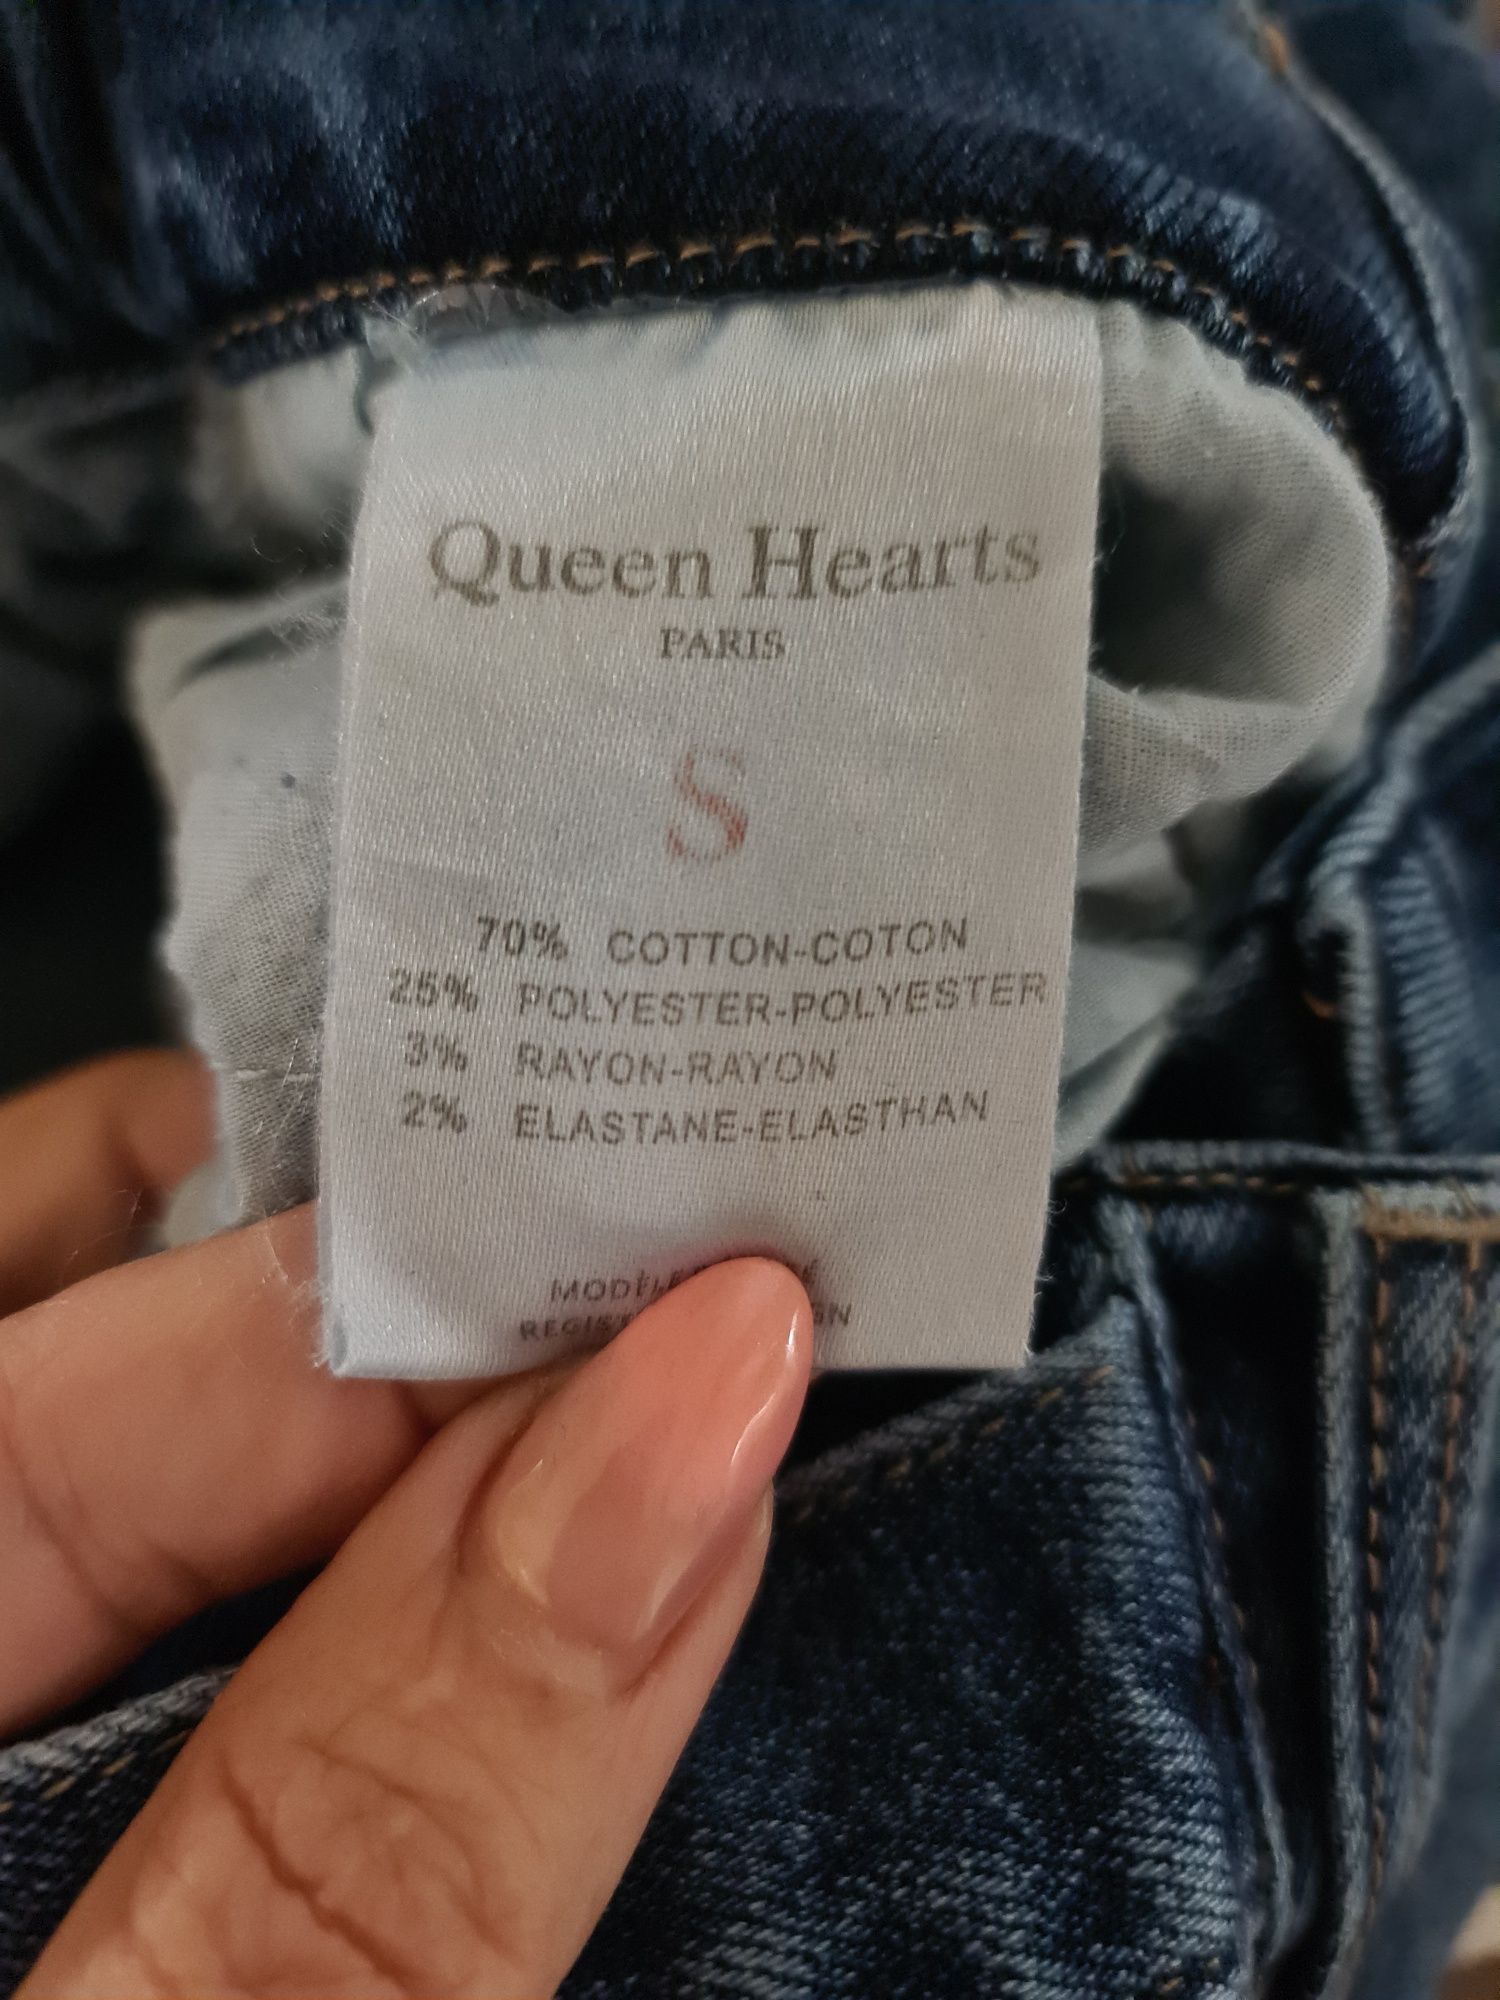 Queen Hearts
PARIS
S
70% COTTON-COTON
25% POLYESTER-POLYESTER
3% RAYON-RAYON
2% ELASTANE-ELASTHAN